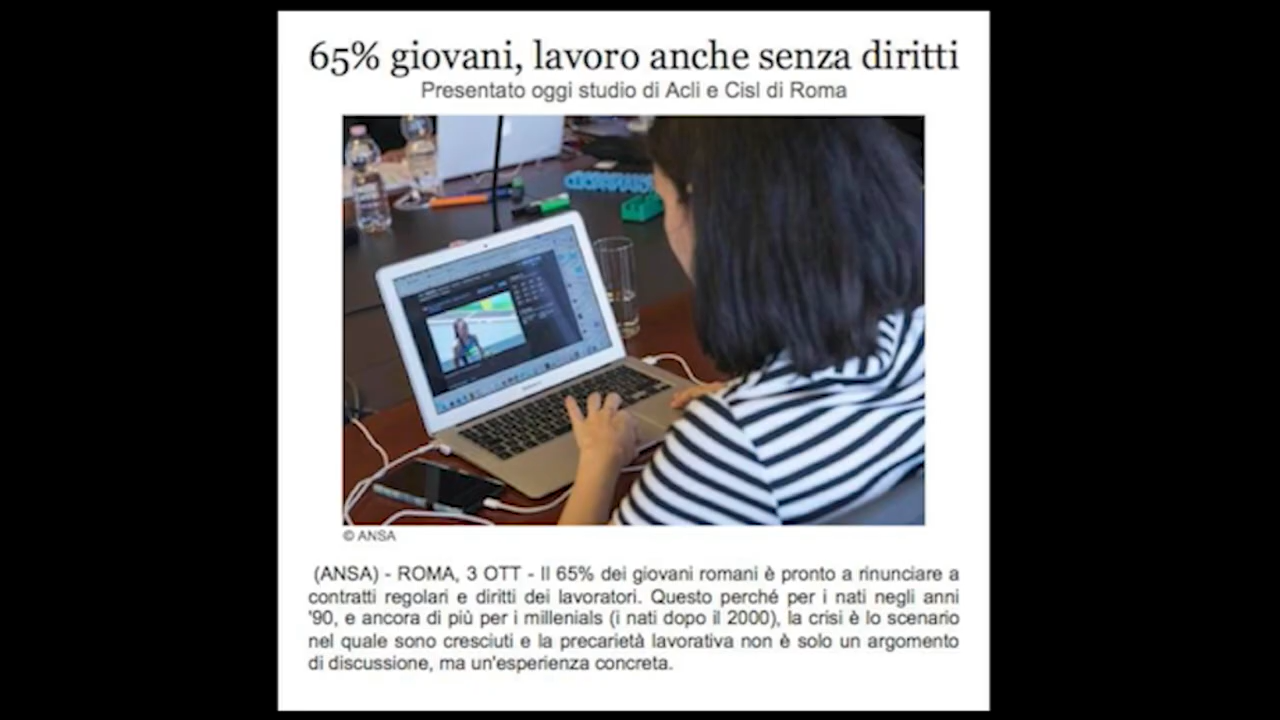 65% giovani, lavoro anche senza diritti
Presentato oggi studio di Acli e Cisl di Roma
© ANSA
(ANSA) - ROMA, 3 OTT - Il 65% dei giovani romani è pronto a rinunciare a
contratti regolari e diritti dei lavoratori. Questo perché per i nati negli anni
'90, e ancora di più per i millenials (i nati dopo il 2000), la crisi è lo scenario
nel quale sono cresciuti e la precarietà lavorativa non è solo un argomento
di discussione, ma un'esperienza concreta.